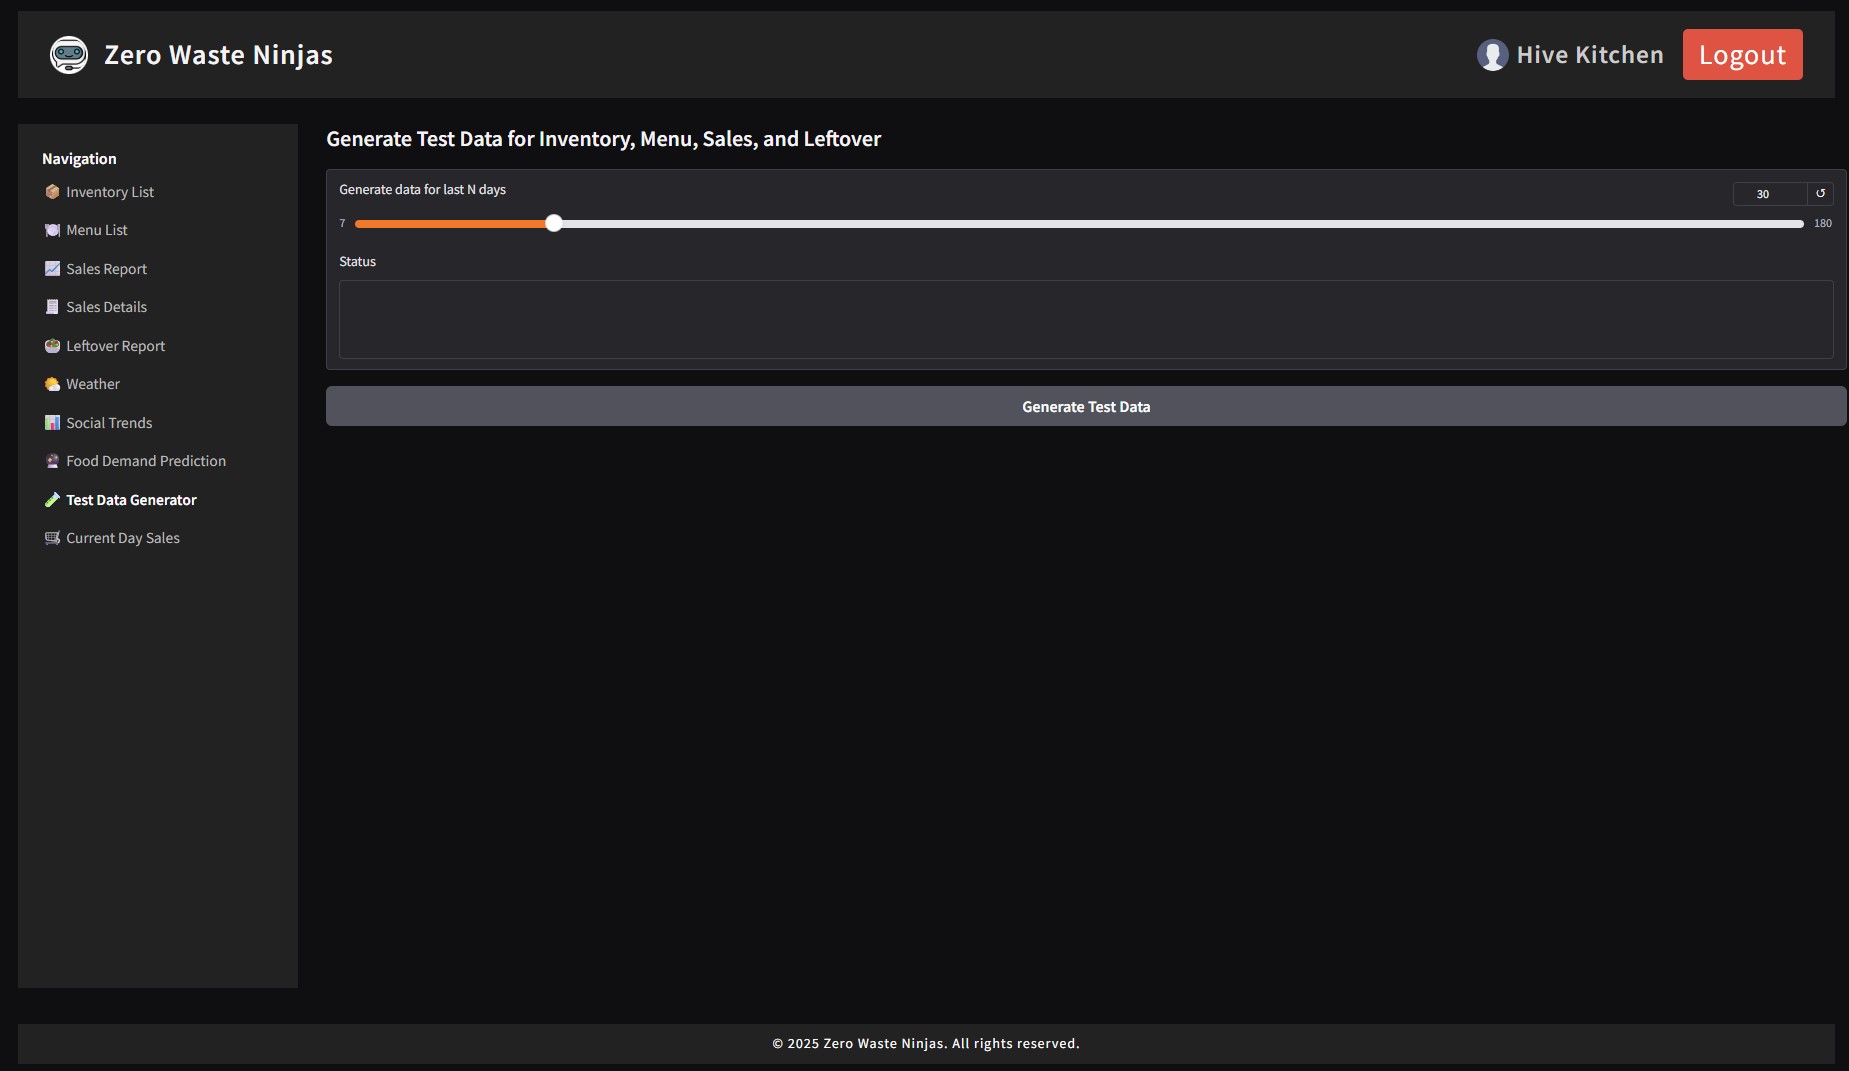 Zero Waste Ninjas
Hive Kitchen
Logout
Navigation
Inventory List
Menu List
Sales Report
Sales Details
Leftover Report
Weather
Social Trends
Food Demand Prediction
Test Data Generator
Current Day Sales
Generate Test Data for Inventory, Menu, Sales, and Leftover
Generate data for last N days
30 ↺
7
180
Status
Generate Test Data
© 2025 Zero Waste Ninjas. All rights reserved.